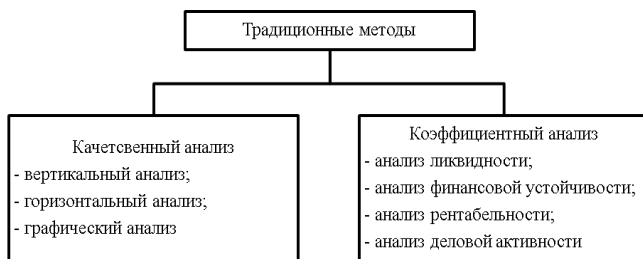 Традиционные методы
Качетсвенный анализ
- вертикальный анализ;
- горизонтальный анализ;
- графический анализ
Коэффициентный анализ
- анализ ликвидности;
- анализ финансовой устойчивости;
- анализ рентабельности;
- анализ деловой активности